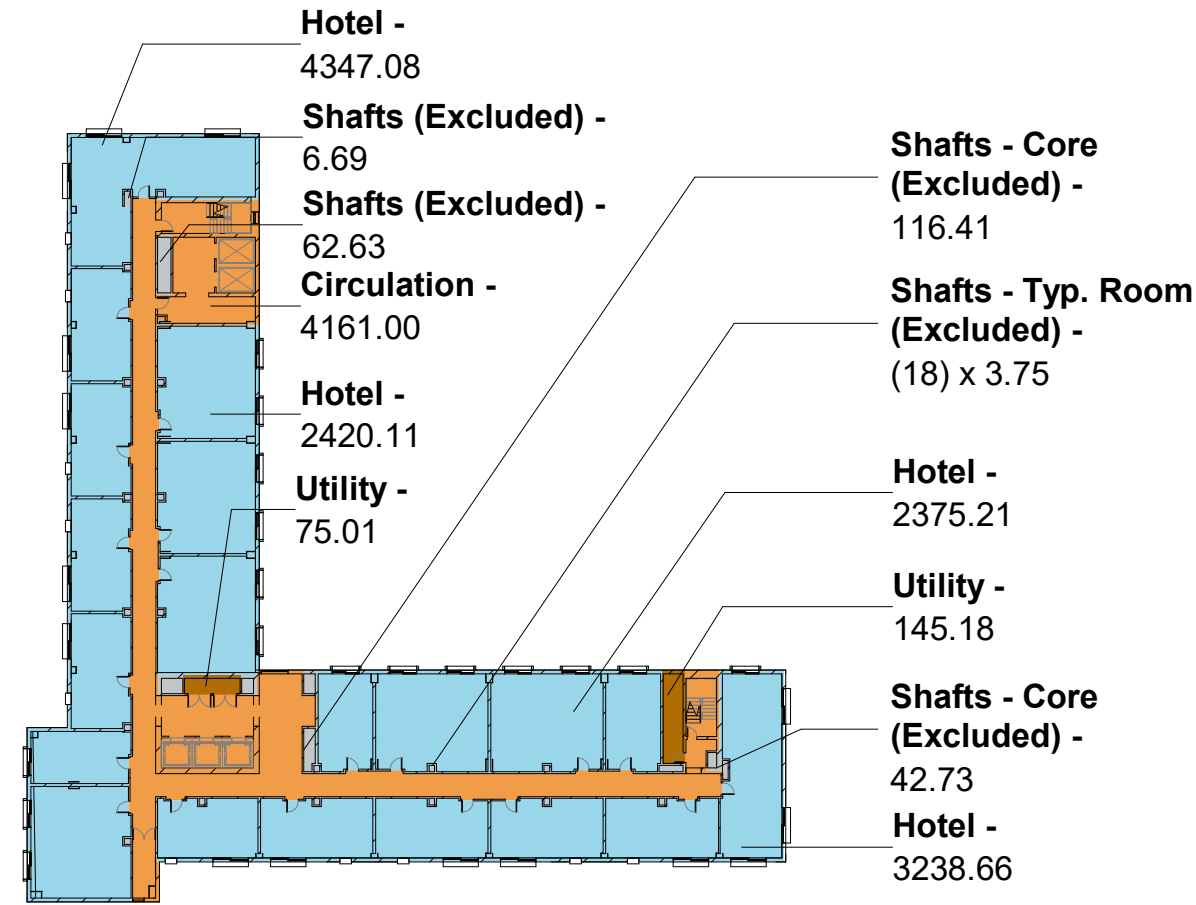 Hotel -
4347.08
Shafts (Excluded) -
6.69
Shafts (Excluded) -
62.63
Circulation -
4161.00
Hotel -
2420.11
Utility -
75.01
Shafts - Core
(Excluded) -
116.41
Shafts - Typ. Room
(Excluded) -
(18) x 3.75
Hotel -
2375.21
Utility -
145.18
Shafts - Core
(Excluded) -
42.73
Hotel -
3238.66